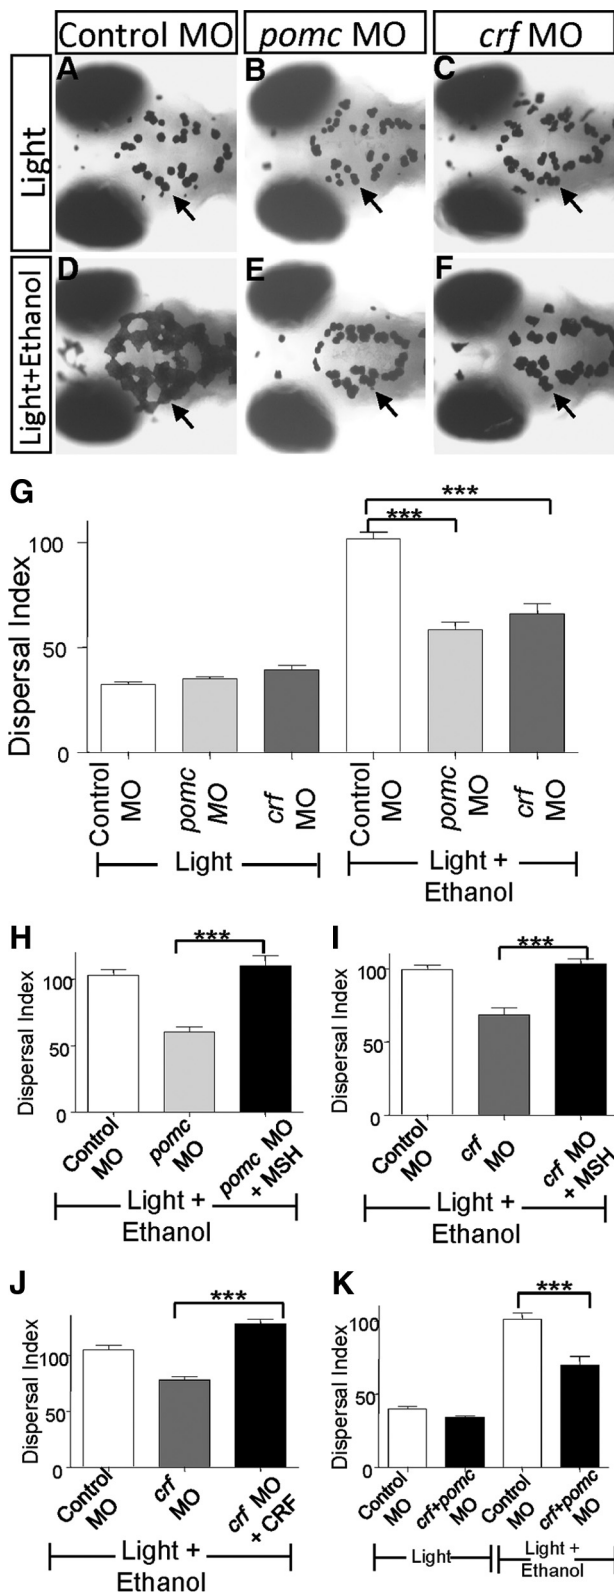 Control MO
pomc MO
crf MO
Light
A
B
C
Light+Ethanol
D
E
F
G
Dispersal Index
100
50
0
***
***
Control
MO
pomc
MO
crf
MO
Control
MO
pomc
MO
crf
MO
Light
Light +
Ethanol
H
Dispersal Index
100
50
0
***
Control
MO
pomc
MO
pomc MO
+ MSH
Light +
Ethanol
I
Dispersal Index
100
50
0
***
Control
MO
crf
MO
crf MO
+ MSH
Light +
Ethanol
J
Dispersal Index
100
50
0
***
Control
MO
crf
MO
crf MO
+ CRF
Light +
Ethanol
K
Dispersal Index
100
50
0
***
Control
MO
crf+pomc
MO
Control
MO
crf+pomc
MO
Light
Light +
Ethanol